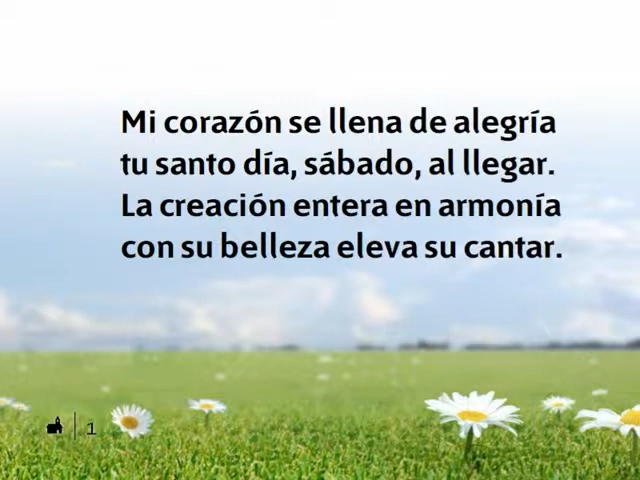 Mi corazón se llena de alegría
tu santo día, sábado, al llegar.
La creación entera en armonía
con su belleza eleva su cantar.
1